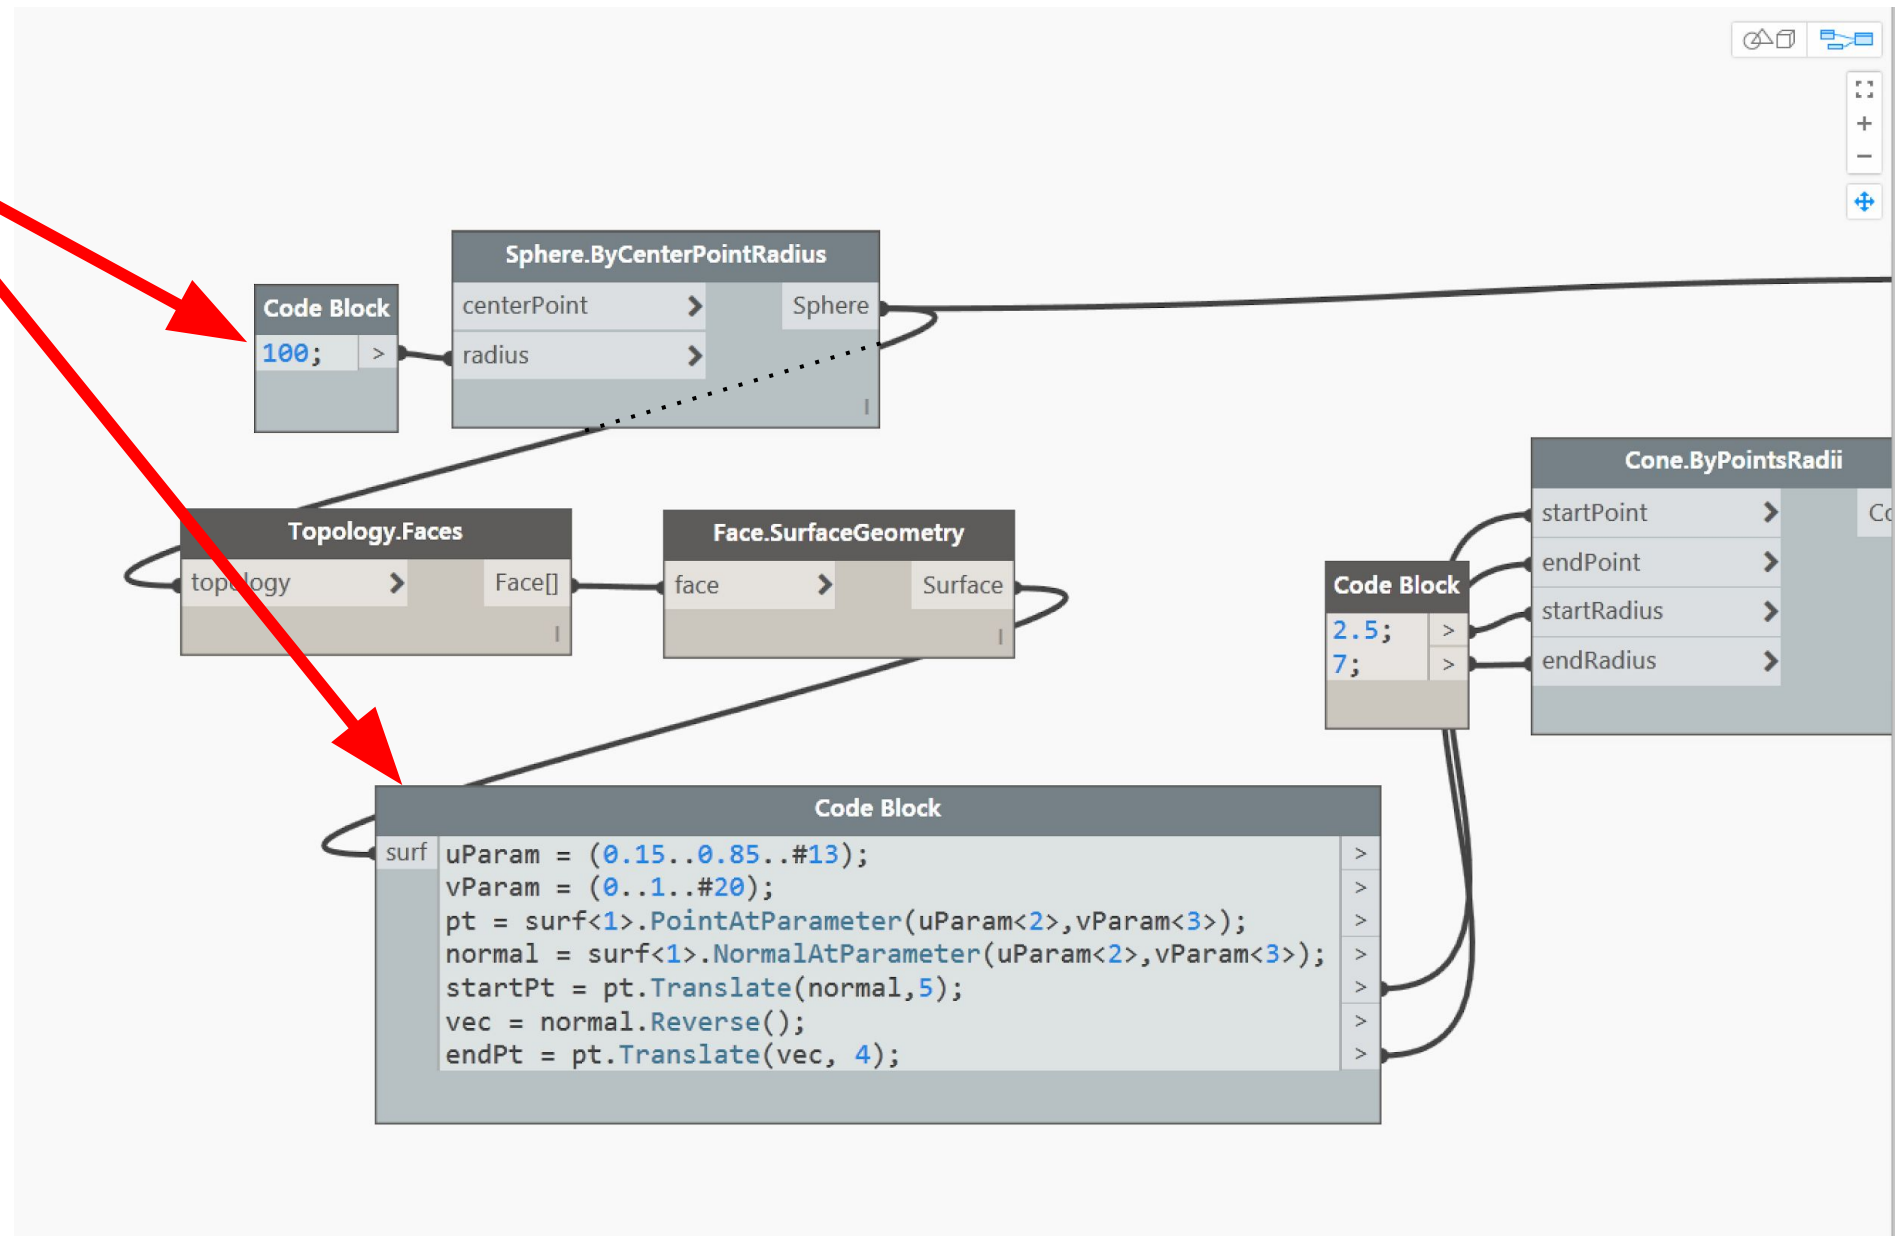 Sphere.ByCenterPointRadius
centerPoint > Sphere
radius >
Code Block
100; >
Topology.Faces
topology > Face[]
Face.SurfaceGeometry
face > Surface
Cone.ByPointsRadii
startPoint >
endPoint >
startRadius >
endRadius >
Code Block
2.5; >
7; >
Code Block
surf uParam = (0.15..0.85..#13); >
vParam = (0..1..#20); >
pt = surf<1>.PointAtParameter(uParam<2>,vParam<3>); >
normal = surf<1>.NormalAtParameter(uParam<2>,vParam<3>); >
startPt = pt.Translate(normal,5); >
vec = normal.Reverse(); >
endPt = pt.Translate(vec, 4); >